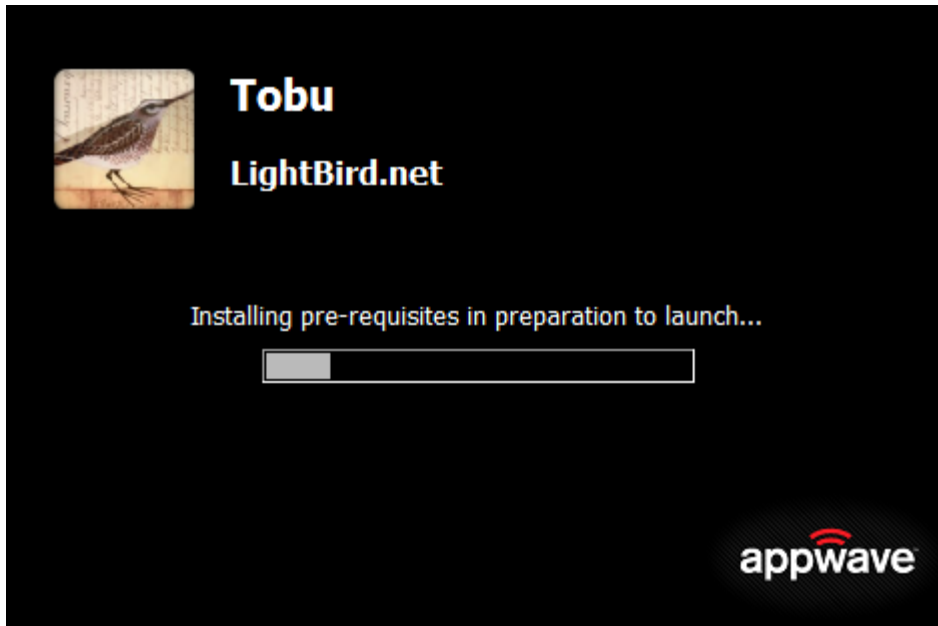 Tobu
LightBird.net
Installing pre-requisites in preparation to launch...
appwave